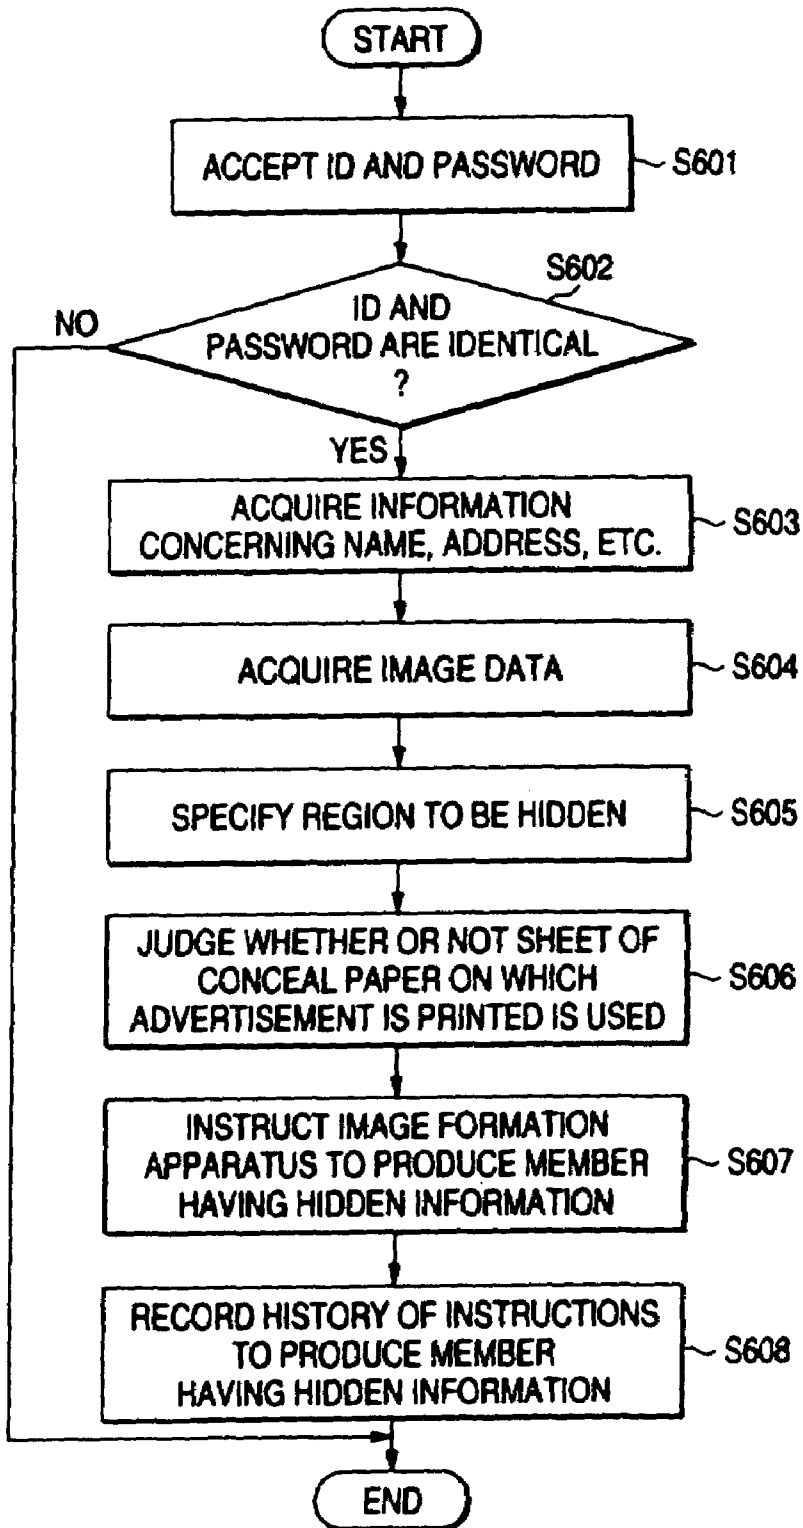 START
ACCEPT ID AND PASSWORD
S601
S602
ID AND
PASSWORD ARE IDENTICAL
?
NO
YES
ACQUIRE INFORMATION
CONCERNING NAME, ADDRESS, ETC.
S603
ACQUIRE IMAGE DATA
S604
SPECIFY REGION TO BE HIDDEN
S605
JUDGE WHETHER OR NOT SHEET OF
CONCEAL PAPER ON WHICH
ADVERTISEMENT IS PRINTED IS USED
S606
INSTRUCT IMAGE FORMATION
APPARATUS TO PRODUCE MEMBER
HAVING HIDDEN INFORMATION
S607
RECORD HISTORY OF INSTRUCTIONS
TO PRODUCE MEMBER
HAVING HIDDEN INFORMATION
S608
END